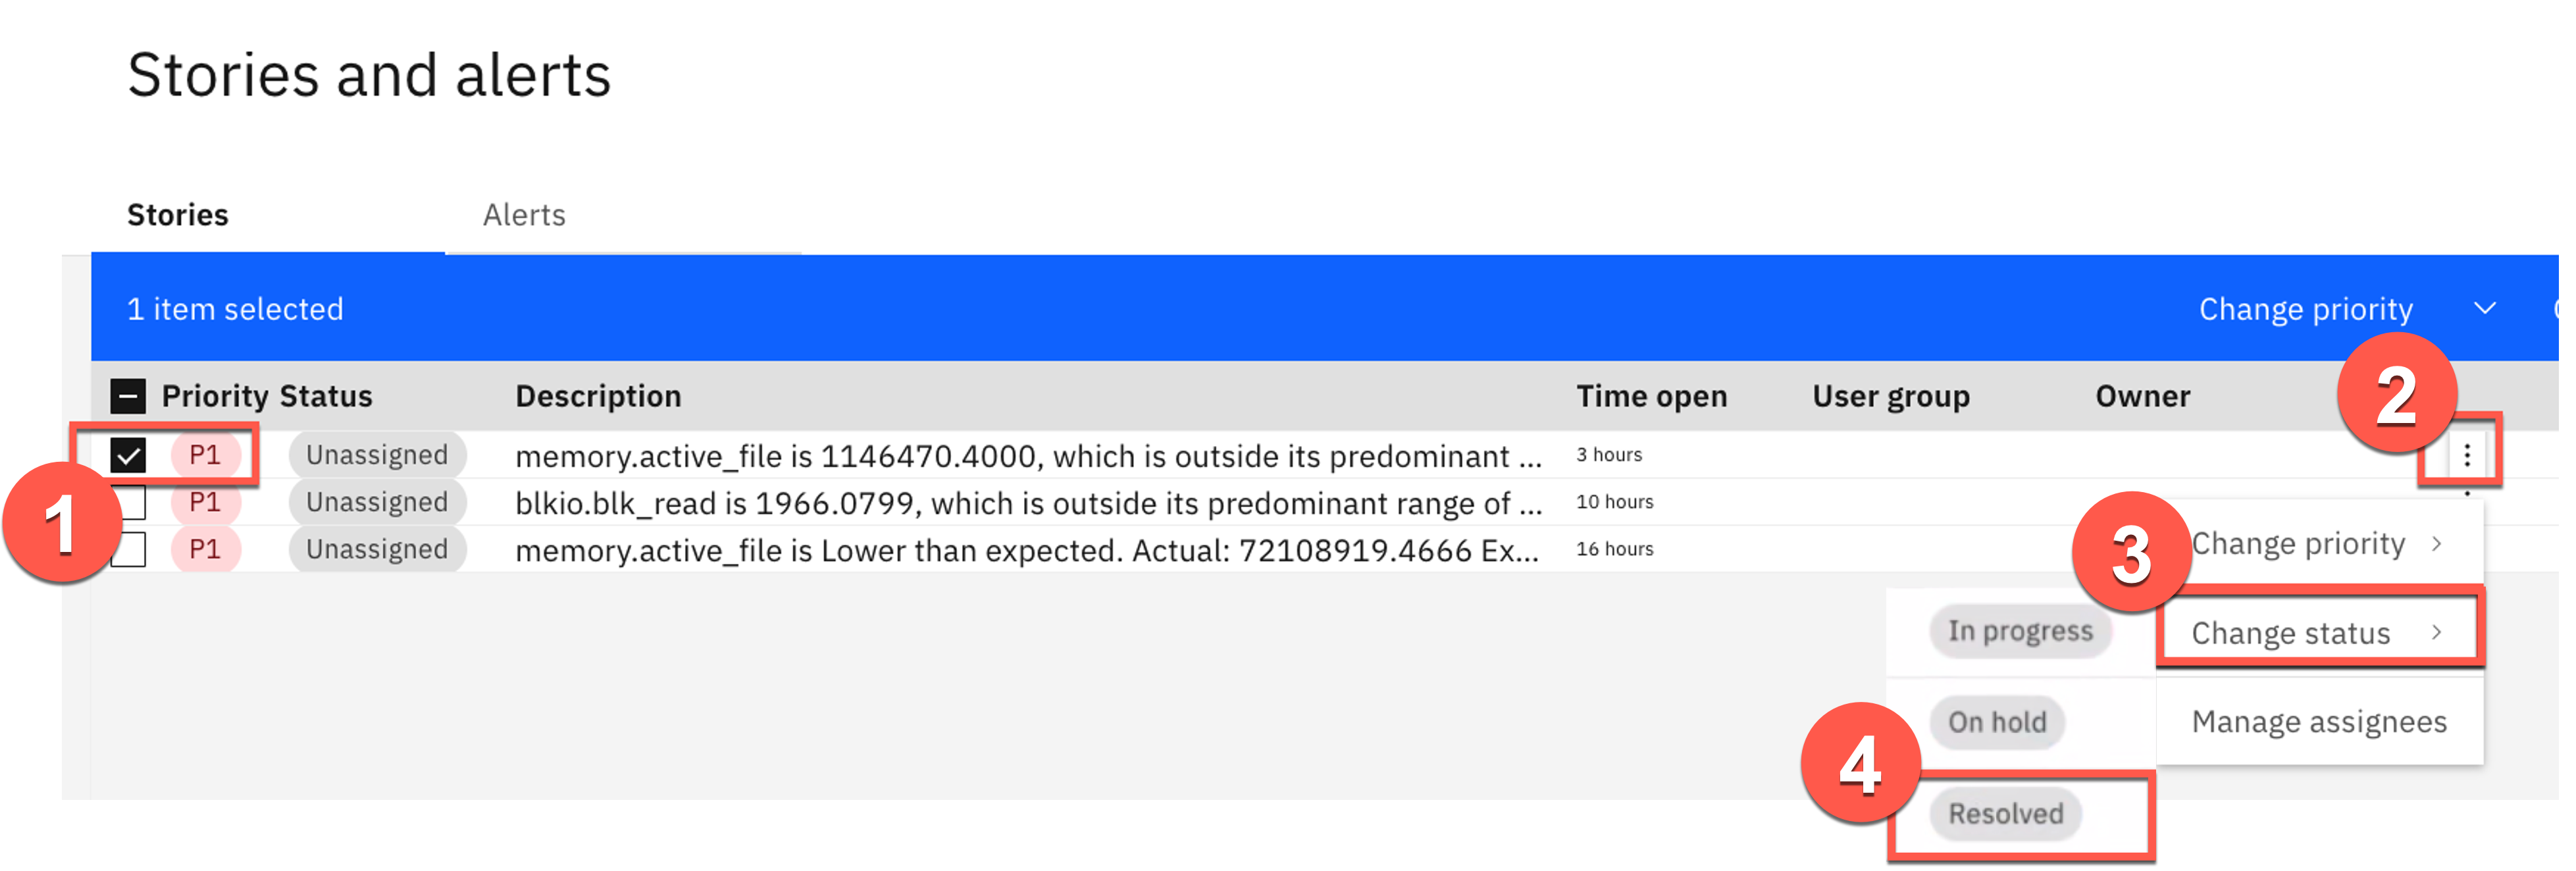 Stories and alerts
Stories Alerts
1 item selected Change priority
Priority Status Description Time open User group Owner 2
P1 Unassigned memory.active_file is 1146470.4000, which is outside its predominant ... 3 hours
1 P1 Unassigned blkio.blk_read is 1966.0799, which is outside its predominant range of ... 10 hours
P1 Unassigned memory.active_file is Lower than expected. Actual: 72108919.4666 Ex... 16 hours
3 Change priority
In progress Change status
On hold Manage assignees
4 Resolved